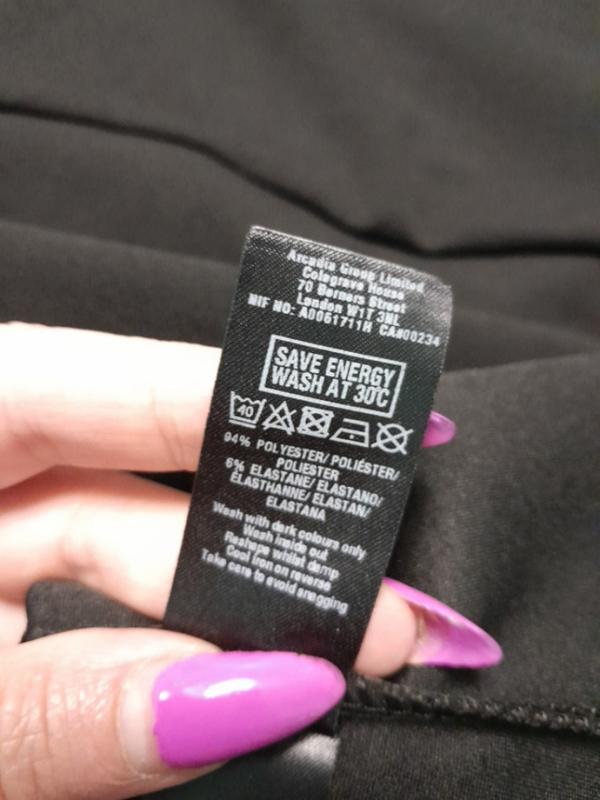 Arcadia Group Limited
Colegrave House
70 Berners Street
London W1T 3NL
NIF NO: A0061711H CA#00234
SAVE ENERGY
WASH AT 30°C
40
94% POLYESTER/ POLIÉSTER/
POLIESTER
6% ELASTANE/ ELASTANO/
ÉLASTHANNE/ ELASTAN/
ELASTANA
Wash with dark colours only
Wash inside out
Reshape whilst damp
Cool iron on reverse
Take care to avoid snagging